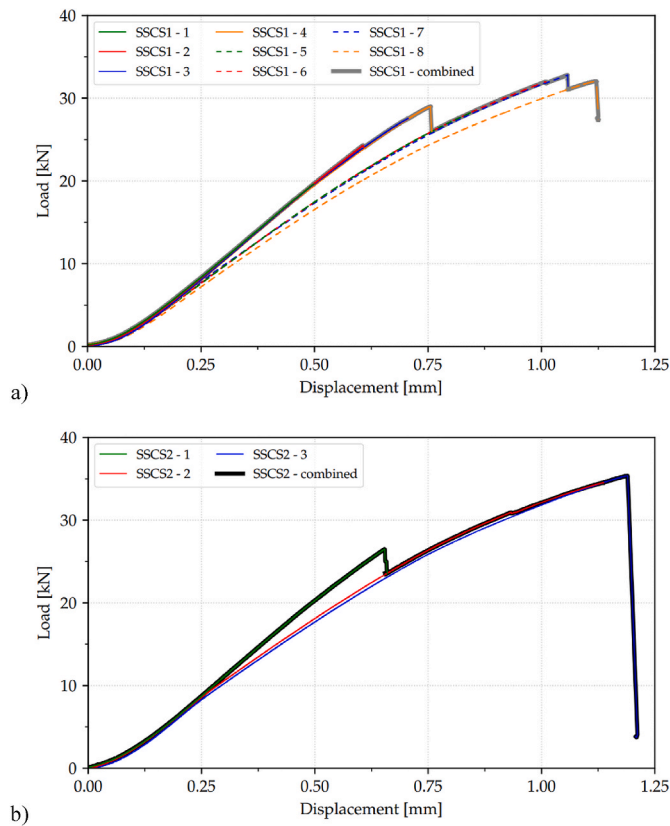 40
SSCS1 - 1 SSCS1 - 4 SSCS1 - 7
SSCS1 - 2 SSCS1 - 5 SSCS1 - 8
SSCS1 - 3 SSCS1 - 6 SSCS1 - combined
30
20
10
0
Load [kN]
0.00 0.25 0.50 0.75 1.00 1.25
Displacement [mm]
a)
40
SSCS2 - 1 SSCS2 - 3
SSCS2 - 2 SSCS2 - combined
30
20
10
0
Load [kN]
0.00 0.25 0.50 0.75 1.00 1.25
Displacement [mm]
b)